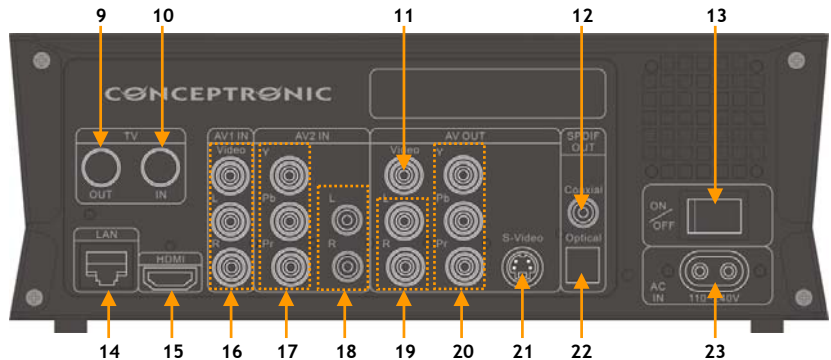 9 10 11 12 13
CONCEPTRONIC
TV AV1 IN AV2 IN AV OUT SPDIF
OUT
Video Y Video Y
OUT IN
L Pb L L Pb Coaxial
ON
/OFF
LAN HDMI
R Pr R R Pr S-Video Optical
AC
IN 110
40V
14 15 16 17 18 19 20 21 22 23